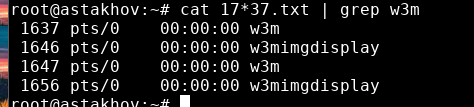 root@astakhov:~# cat 17*37.txt | grep w3m
 1637 pts/0    00:00:00 w3m
 1646 pts/0    00:00:00 w3mimgdisplay
 1647 pts/0    00:00:00 w3m
 1656 pts/0    00:00:00 w3mimgdisplay
root@astakhov:~#